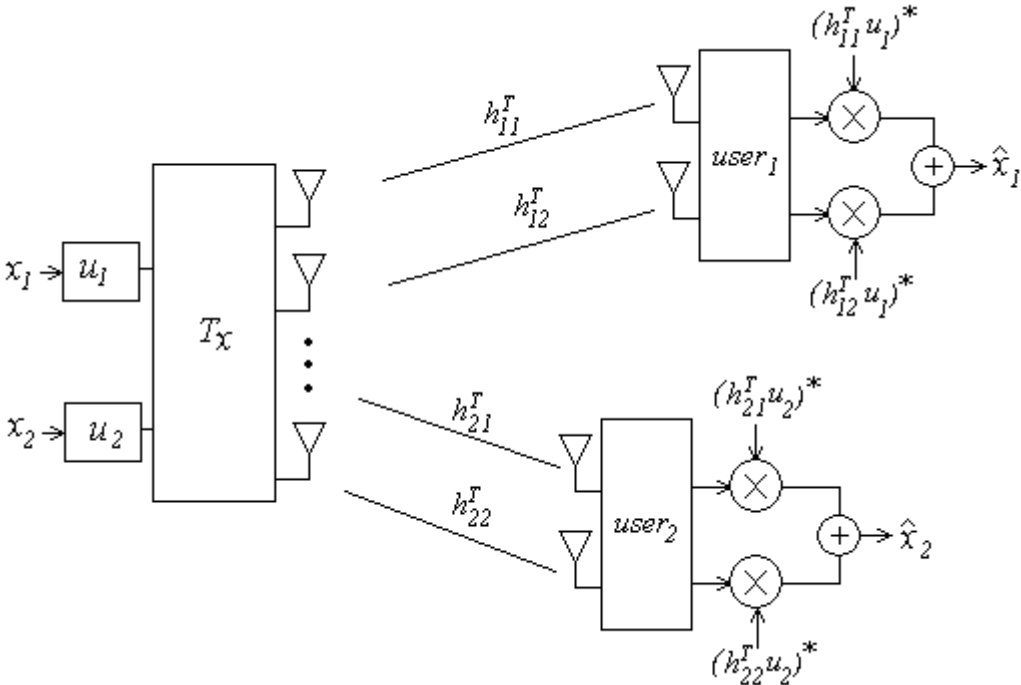 (h_{11}^T u_1)^*
h_{11}^T
user_1
x̂_1
h_{12}^T
(h_{12}^T u_1)^*
x_1
u_1
T_x
x_2
u_2
h_{21}^T
(h_{21}^T u_2)^*
h_{22}^T
user_2
x̂_2
(h_{22}^T u_2)^*